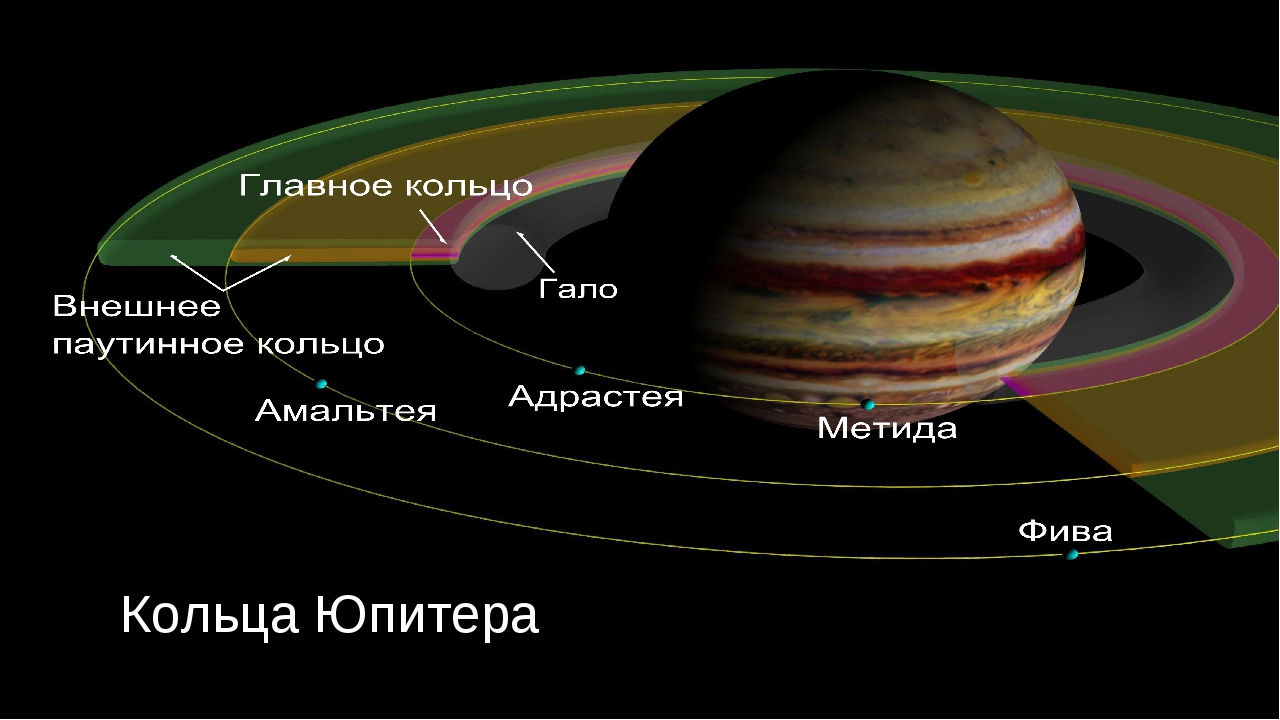 Главное кольцо
Гало
Внешнее
паутинное кольцо
Амальтея
Адрастея
Метида
Фива
Кольца Юпитера